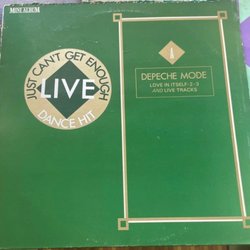 MINI ALBUM
JUST CAN'T GET ENOUGH
LIVE
DANCE HIT
DEPECHE MODE
LOVE IN ITSELF·2·3
AND LIVE TRACKS